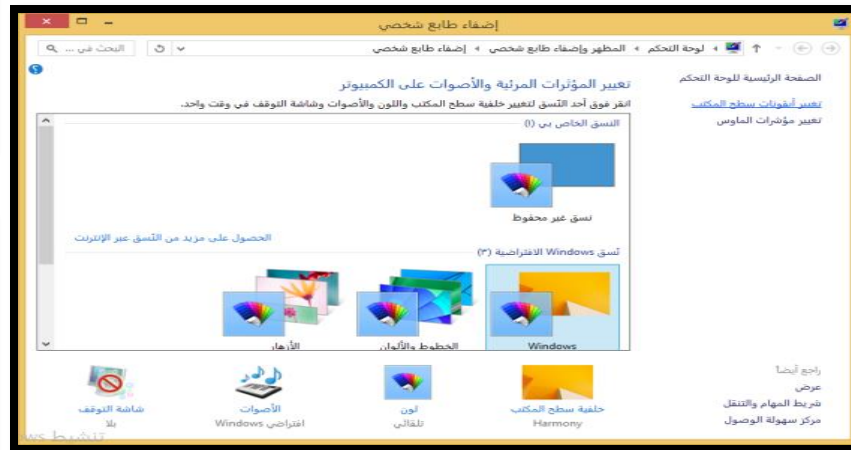 إضفاء طابع شخصي
لوحة التحكم
المظهر وإضفاء طابع شخصي
إضفاء طابع شخصي
البحث في ...
الصفحة الرئيسية للوحة التحكم
تغيير أيقونات سطح المكتب
تغيير مؤشرات الماوس
تغيير المؤثرات المرئية والأصوات على الكمبيوتر
انقر فوق أحد النسق لتغيير خلفية سطح المكتب واللون والأصوات وشاشة التوقف في وقت واحد.
النسق الخاص بي (١)
نسق غير محفوظ
الحصول على مزيد من النسق عبر الإنترنت
نسق Windows الافتراضية (٣)
Windows
الخطوط والألوان
الأزهار
خلفية سطح المكتب
Harmony
لون
تلقائي
الأصوات
افتراضي Windows
شاشة التوقف
بلا
راجع أيضاً
عرض
شريط المهام والتنقل
مركز سهولة الوصول
تنشيط